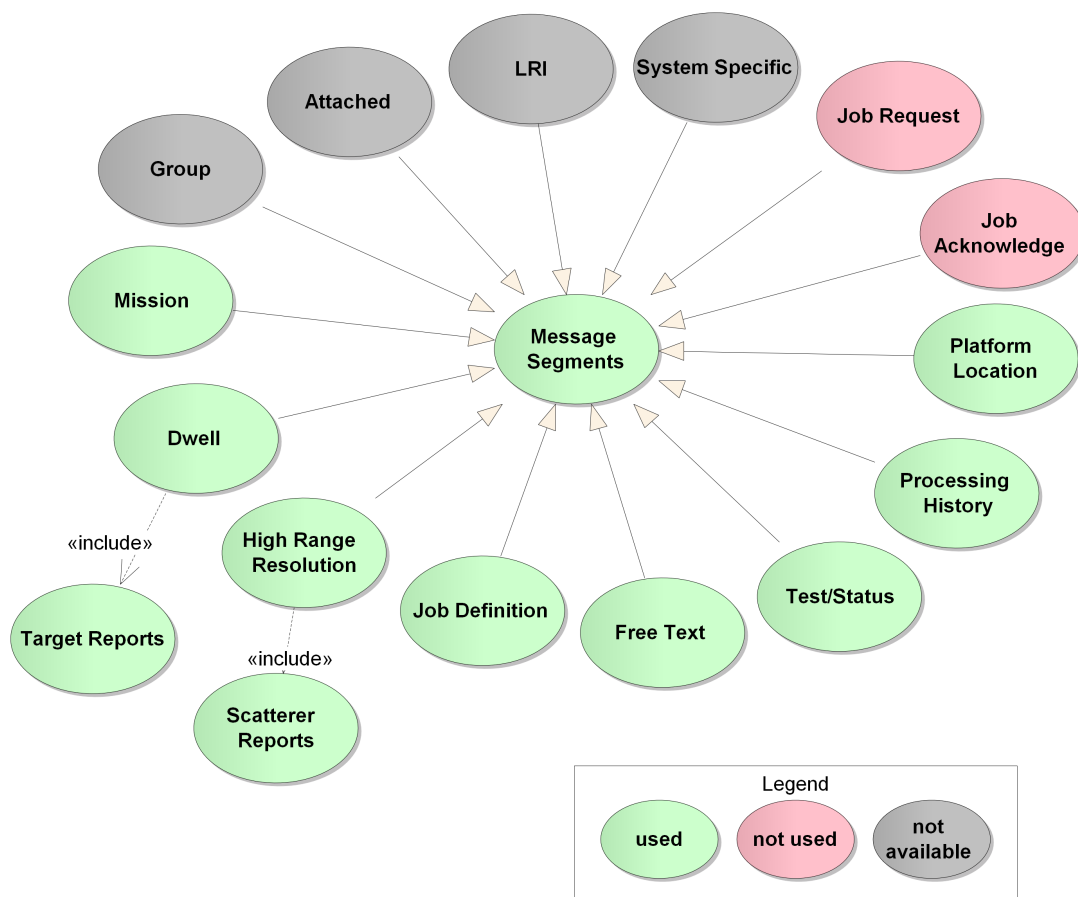 LRI
System Specific
Attached
Job Request
Group
Job
Acknowledge
Mission
Message
Segments
Platform
Location
Dwell
Processing
History
«include»
High Range
Resolution
Test/Status
Target Reports
Job Definition
Free Text
«include»
Scatterer
Reports
Legend
used
not used
not
available